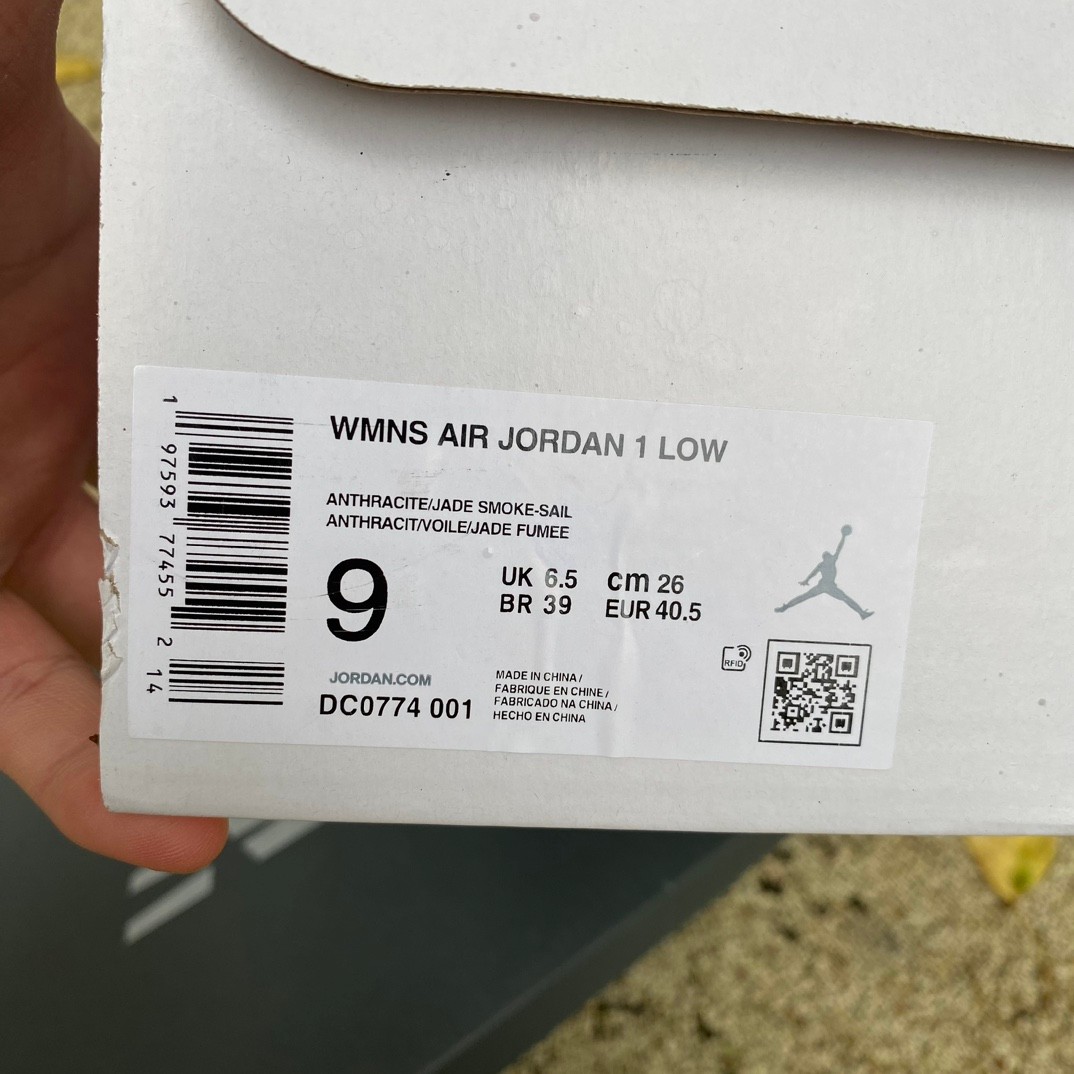 WMNS AIR JORDAN 1 LOW
ANTHRACITE/JADE SMOKE-SAIL
ANTHRACIT/VOILE/JADE FUMEE
9
UK 6.5 cm 26
BR 39 EUR 40.5
RFID
JORDAN.COM
DC0774 001
MADE IN CHINA /
FABRIQUE EN CHINE /
FABRICADO NA CHINA /
HECHO EN CHINA
1 97593 77455 2 14